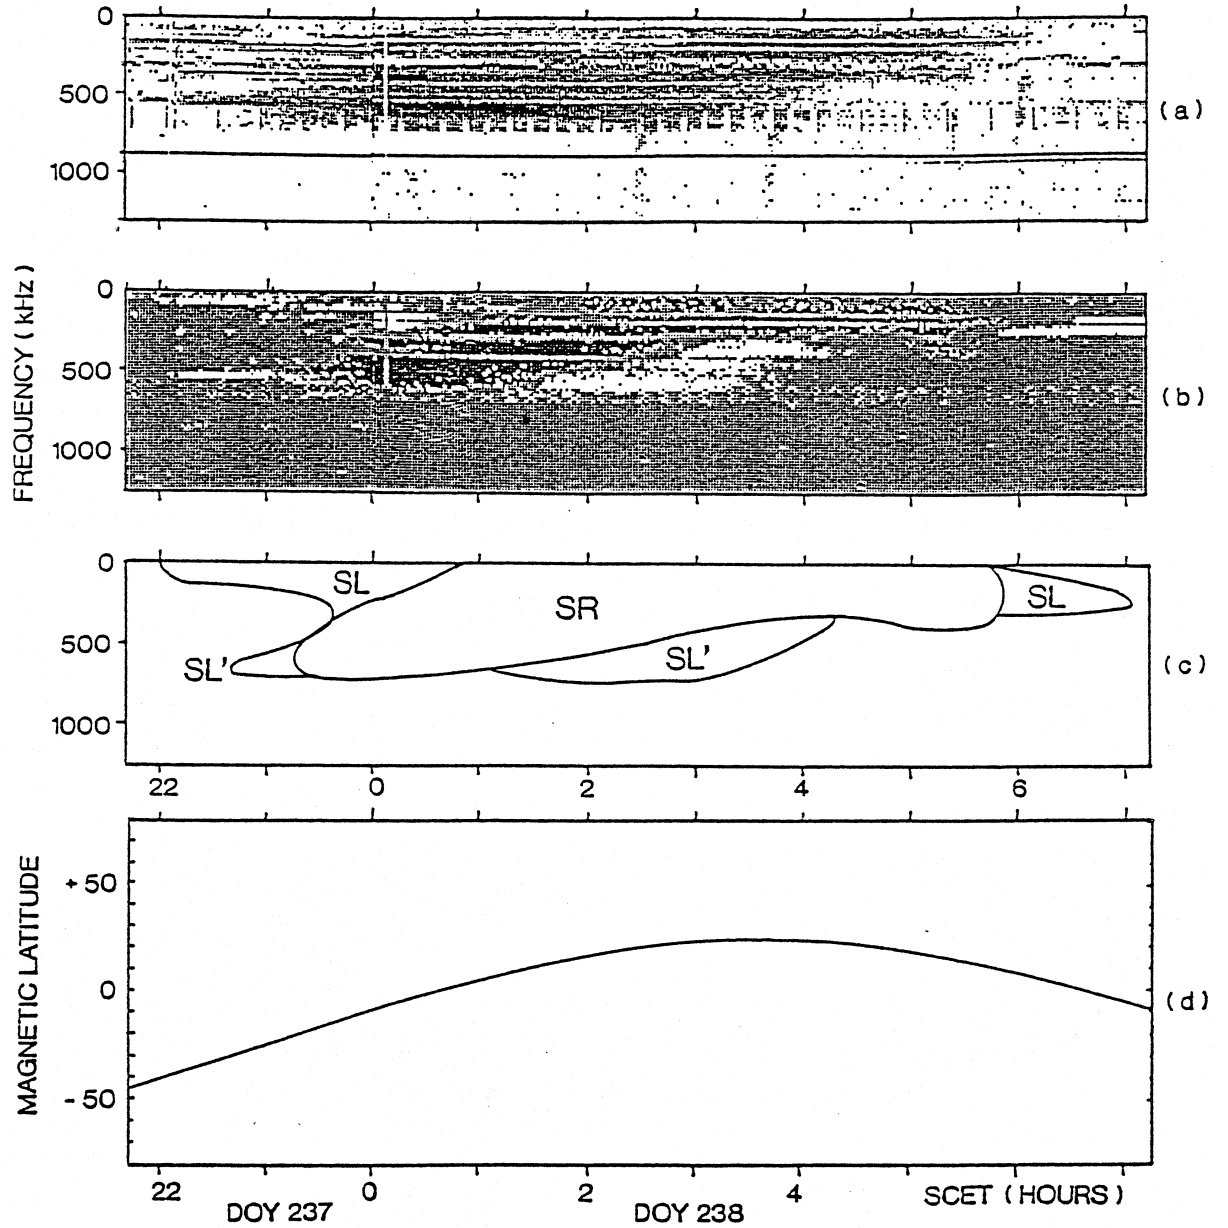 0
500
1000
(a)
FREQUENCY (kHz)
0
500
1000
(b)
0
500
1000
SL
SR
SL
SL'
SL'
(c)
22 0 2 4 6
MAGNETIC LATITUDE
+50
0
-50
(d)
22 0 2 4 SCET (HOURS)
DOY 237 DOY 238